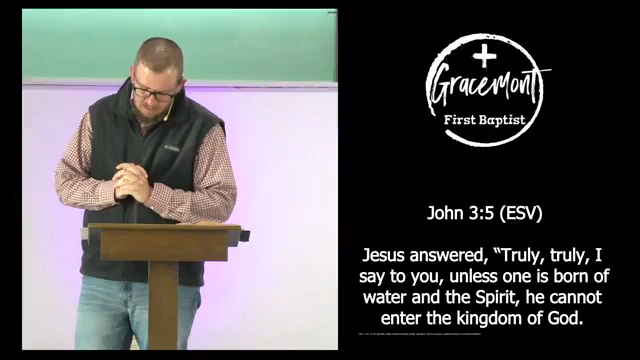 Gracemont
First Baptist
John 3:5 (ESV)
Jesus answered, “Truly, truly, I
say to you, unless one is born of
water and the Spirit, he cannot
enter the kingdom of God.